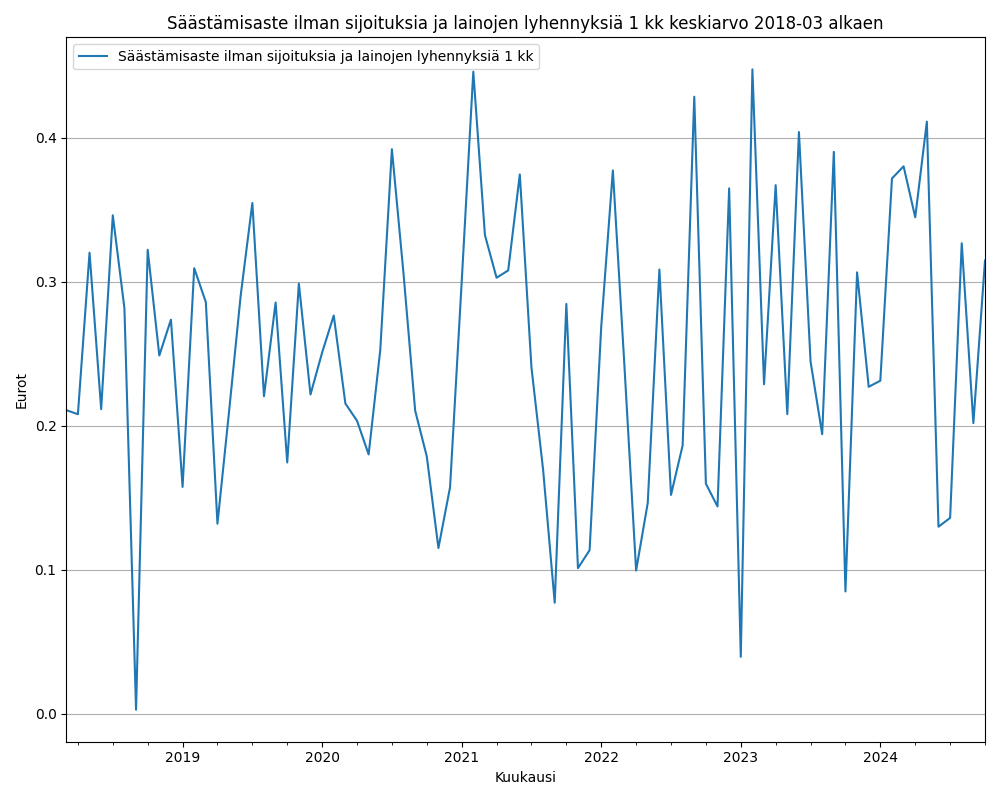 Säästämisaste ilman sijoituksia ja lainojen lyhennyksiä 1 kk keskiarvo 2018-03 alkaen
Säästämisaste ilman sijoituksia ja lainojen lyhennyksiä 1 kk
0.4
0.3
0.2
0.1
0.0
Eurot
2019 2020 2021 2022 2023 2024
Kuukausi